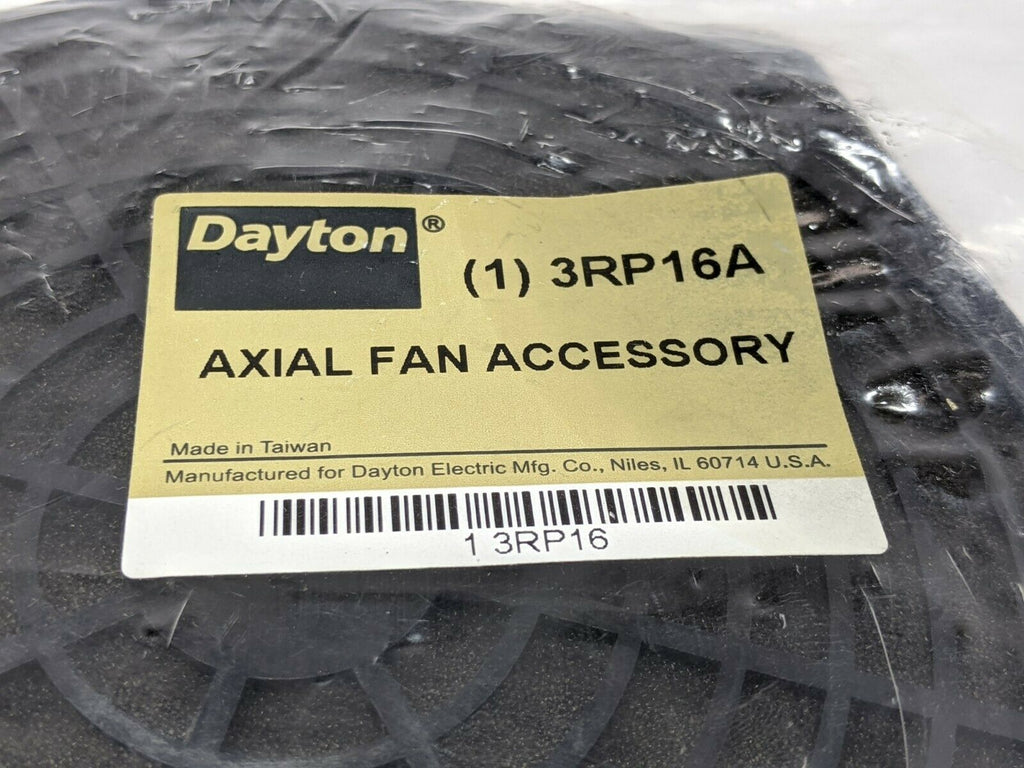 Dayton®
(1) 3RP16A
AXIAL FAN ACCESSORY
Made in Taiwan
Manufactured for Dayton Electric Mfg. Co., Niles, IL 60714 U.S.A.
1 3RP16